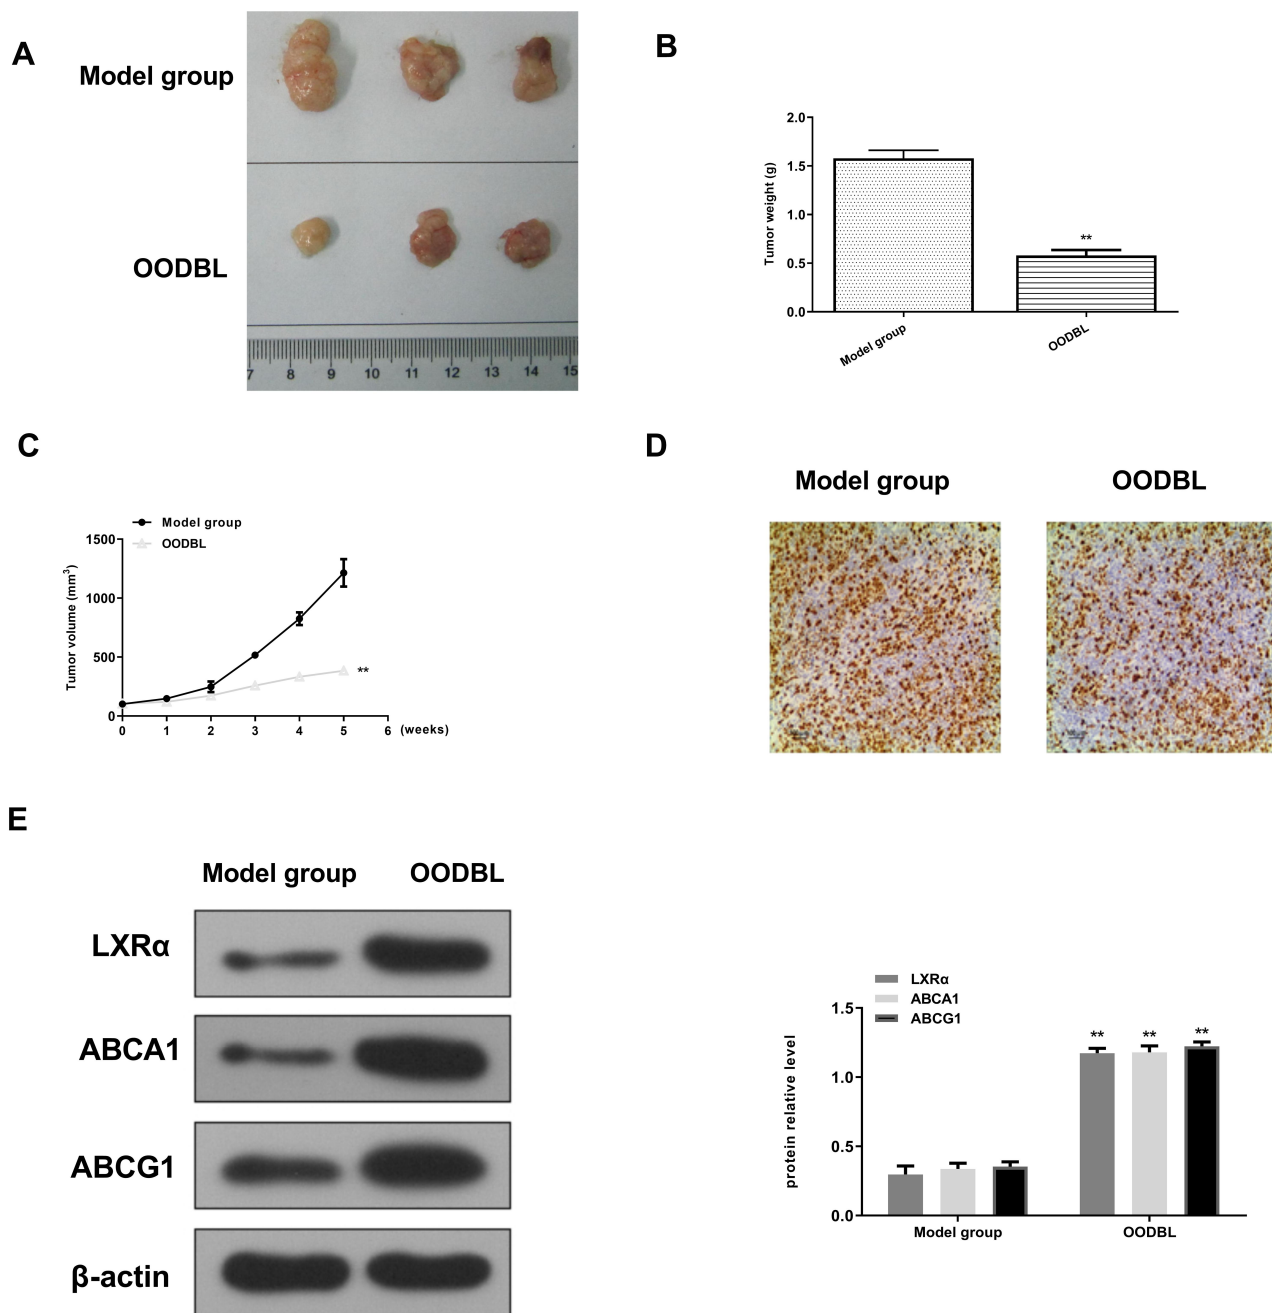 A
Model group
OODBL
7 8 9 10 11 12 13 14 15
B
Tumor weight (g)
2.0
1.5
1.0
0.5
0.0
**
Model group
OODBL
C
Model group
OODBL
Tumor volume (mm3)
1500
1000
500
0
**
0 1 2 3 4 5 6 (weeks)
D
Model group OODBL
E
Model group OODBL
LXRα
ABCA1
ABCG1
β-actin
LXRα
ABCA1
ABCG1
protein relative level
1.5
1.0
0.5
0.0
** ** **
Model group OODBL